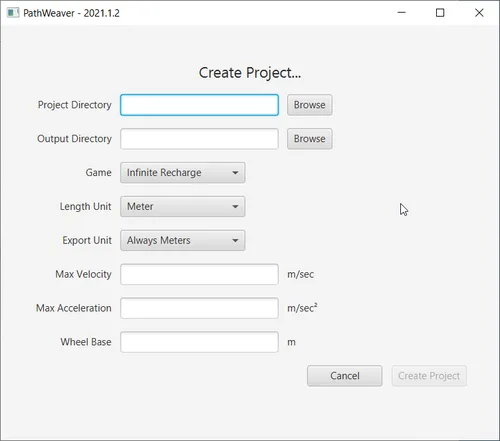 PathWeaver - 2021.1.2
Create Project...
Project Directory Browse
Output Directory Browse
Game Infinite Recharge
Length Unit Meter
Export Unit Always Meters
Max Velocity m/sec
Max Acceleration m/sec²
Wheel Base m
Cancel Create Project